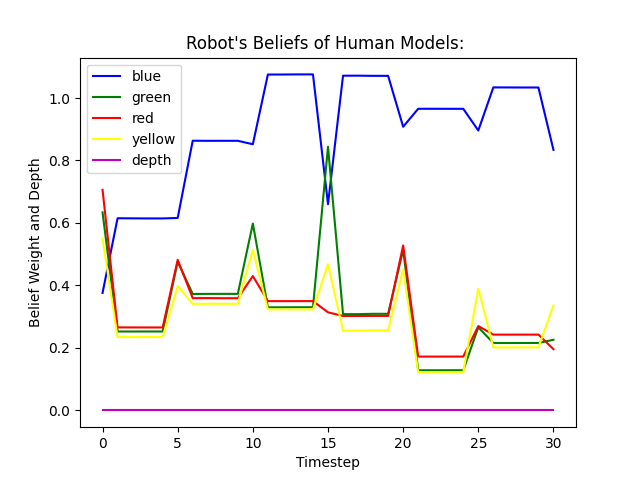 Robot's Beliefs of Human Models:
blue
green
red
yellow
depth
Belief Weight and Depth
1.0
0.8
0.6
0.4
0.2
0.0
0 5 10 15 20 25 30
Timestep